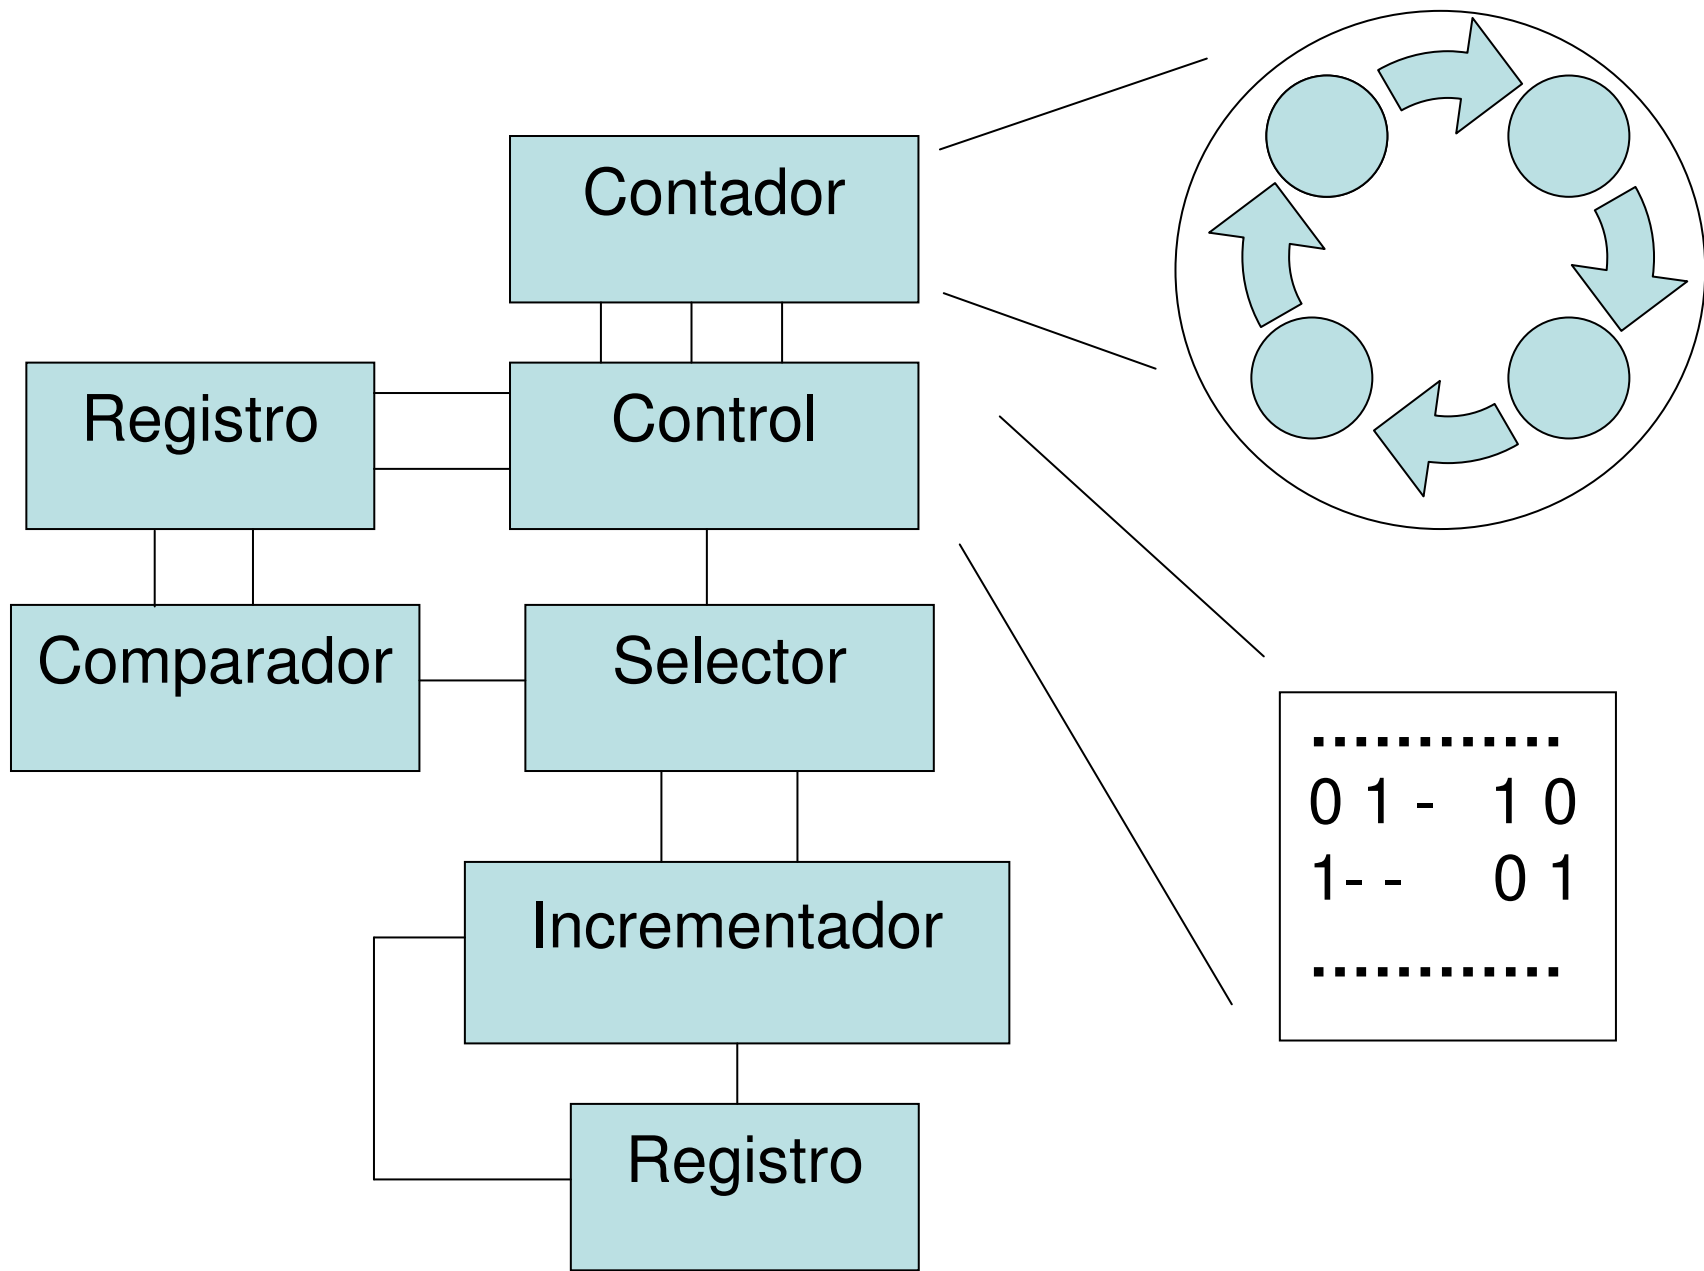 Contador
Registro
Control
Comparador
Selector
Incrementador
Registro
............
0 1 - 1 0
1- - 0 1
............